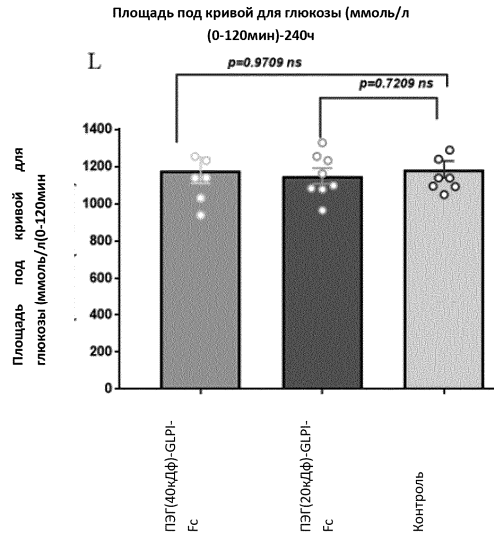 Площадь под кривой для глюкозы (ммоль/л
(0-120мин)-240ч
L
p=0.9709 ns
p=0.7209 ns
Площадь под кривой для
глюкозы (ммоль/л(0-120мин
1400
1200
1000
800
600
400
200
0
ПЭГ(40кДф)-GLPI-
Fc
ПЭГ(20кДф)-GLPI-
Fc
Контроль